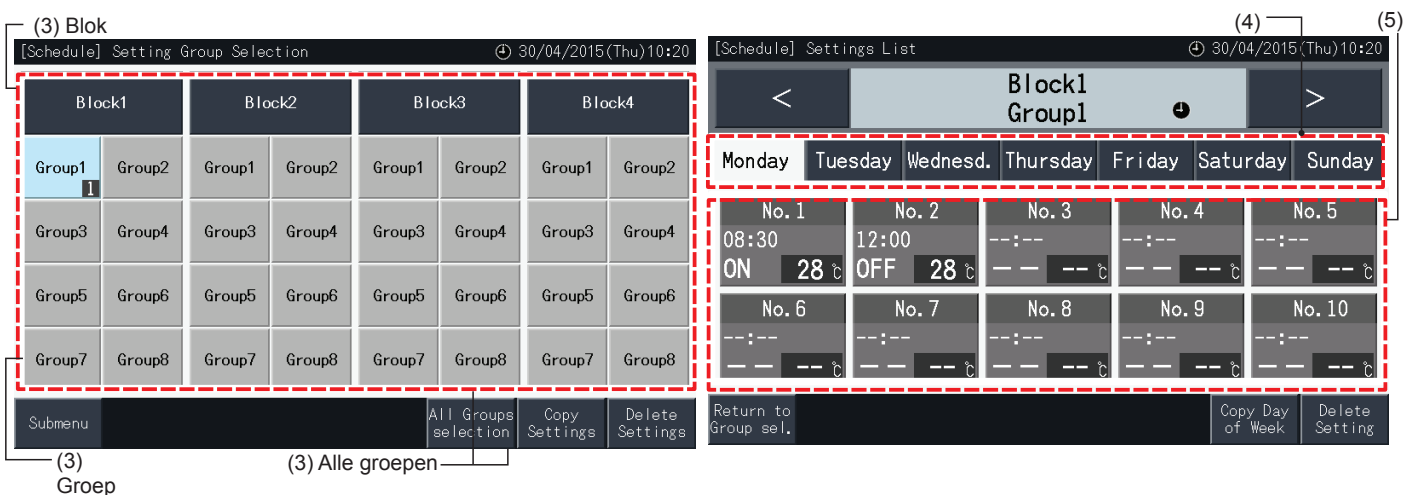 (3) Blok
[Schedule] Setting Group Selection 30/04/2015(Thu)10:20
Block1 Block2 Block3 Block4
Group1 Group2 Group1 Group2 Group1 Group2 Group1 Group2
1
Group3 Group4 Group3 Group4 Group3 Group4 Group3 Group4
Group5 Group6 Group5 Group6 Group5 Group6 Group5 Group6
Group7 Group8 Group7 Group8 Group7 Group8 Group7 Group8
Submenu All Groups selection Copy Settings Delete Settings
(3)
Groep
(3) Alle groepen
(4) (5)
[Schedule] Settings List 30/04/2015(Thu)10:20
< Block1 >
Group1
Monday Tuesday Wednesd. Thursday Friday Saturday Sunday
No.1 No.2 No.3 No.4 No.5
08:30 12:00 --:-- --:-- --:--
ON 28 ℃ OFF 28 ℃ -- -- ℃ -- -- ℃ -- -- ℃
No.6 No.7 No.8 No.9 No.10
--:-- --:-- --:-- --:-- --:--
-- -- ℃ -- -- ℃ -- -- ℃ -- -- ℃ -- -- ℃
Return to Group sel. Copy Day of Week Delete Setting